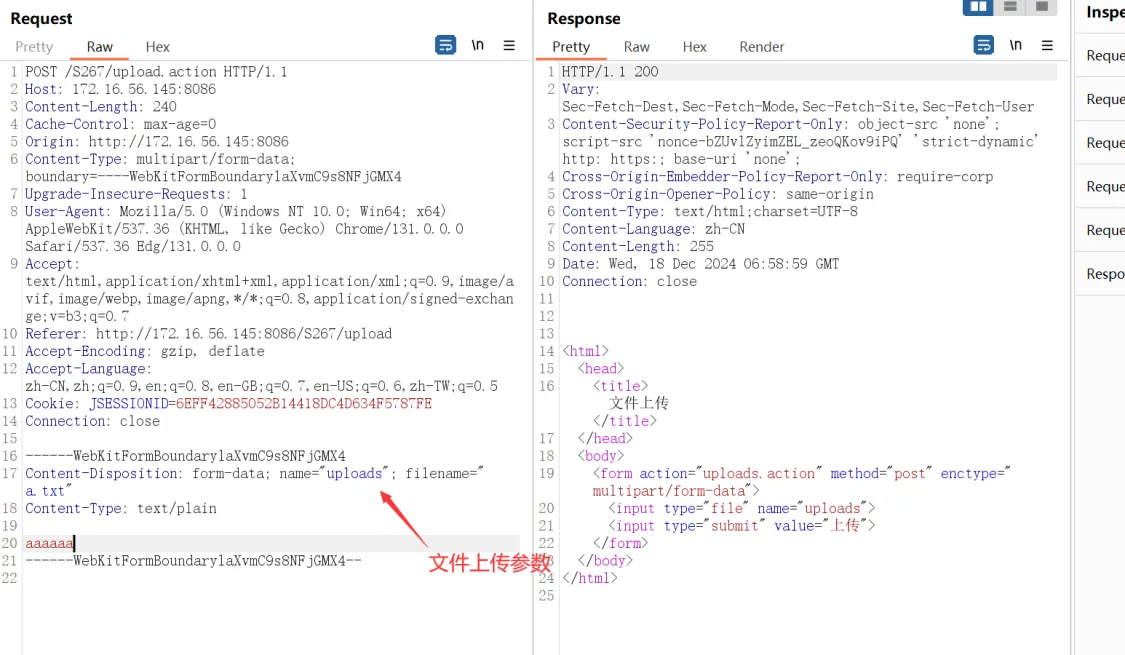 Request
Pretty Raw Hex
\n
1 POST /S267/upload.action HTTP/1.1
2 Host: 172.16.56.145:8086
3 Content-Length: 240
4 Cache-Control: max-age=0
5 Origin: http://172.16.56.145:8086
6 Content-Type: multipart/form-data;
boundary=----WebKitFormBoundarylaXvmC9s8NFjGMX4
7 Upgrade-Insecure-Requests: 1
8 User-Agent: Mozilla/5.0 (Windows NT 10.0; Win64; x64)
AppleWebKit/537.36 (KHTML, like Gecko) Chrome/131.0.0.0
Safari/537.36 Edg/131.0.0.0
9 Accept:
text/html,application/xhtml+xml,application/xml;q=0.9,image/a
vif,image/webp,image/apng,*/*;q=0.8,application/signed-exchan
ge;v=b3;q=0.7
10 Referer: http://172.16.56.145:8086/S267/upload
11 Accept-Encoding: gzip, deflate
12 Accept-Language:
zh-CN,zh;q=0.9,en;q=0.8,en-GB;q=0.7,en-US;q=0.6,zh-TW;q=0.5
13 Cookie: JSESSIONID=6EFF42885052B14418DC4D634F5787FE
14 Connection: close
15
16 ------WebKitFormBoundarylaXvmC9s8NFjGMX4
17 Content-Disposition: form-data; name="uploads"; filename="
a.txt"
18 Content-Type: text/plain
19
20 aaaaaa
21 ------WebKitFormBoundarylaXvmC9s8NFjGMX4--
22
文件上传参数
Response
Pretty Raw Hex Render
\n
1 HTTP/1.1 200
2 Vary:
Sec-Fetch-Dest,Sec-Fetch-Mode,Sec-Fetch-Site,Sec-Fetch-User
3 Content-Security-Policy-Report-Only: object-src 'none';
script-src 'nonce-bZUvlZyimZEL_zeoQKov9iPQ' 'strict-dynamic'
http: https:; base-uri 'none';
4 Cross-Origin-Embedder-Policy-Report-Only: require-corp
5 Cross-Origin-Opener-Policy: same-origin
6 Content-Type: text/html;charset=UTF-8
7 Content-Language: zh-CN
8 Content-Length: 255
9 Date: Wed, 18 Dec 2024 06:58:59 GMT
10 Connection: close
11
12
13
14 <html>
15 <head>
16 <title>
文件上传
</title>
17 </head>
18 <body>
19 <form action="uploads.action" method="post" enctype="
multipart/form-data">
20 <input type="file" name="uploads">
21 <input type="submit" value="上传">
22 </form>
23 </body>
24 </html>
25
Inspe
Reque
Reque
Reque
Reque
Reque
Respo